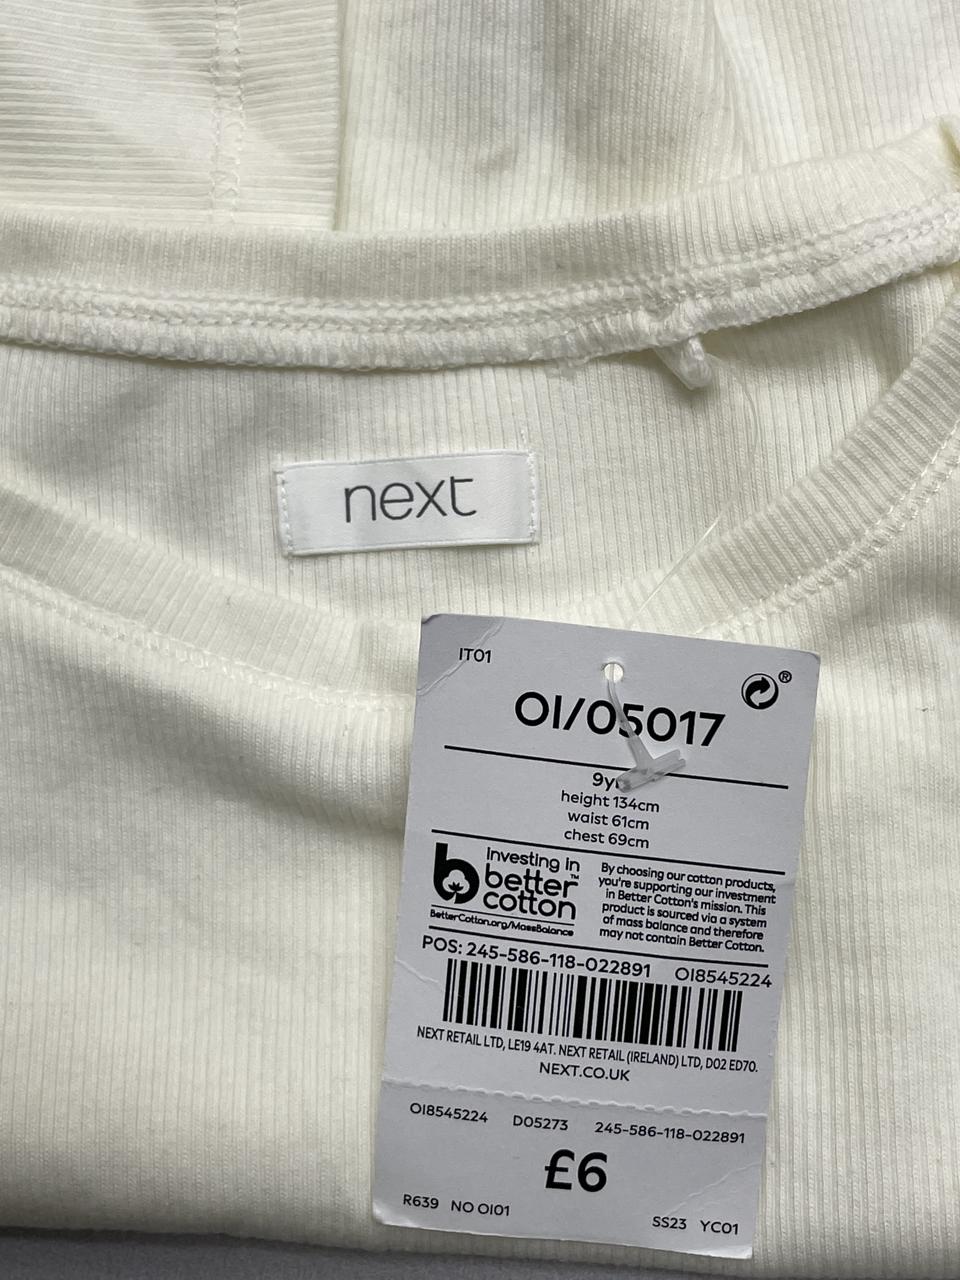 next
IT01
®
OI/05017
9y
height 134cm
waist 61cm
chest 69cm
investing in
better™
cotton
BetterCotton.org/MassBalance
By choosing our cotton products,
you're supporting our investment
in Better Cotton's mission. This
product is sourced via a system
of mass balance and therefore
may not contain Better Cotton.
POS: 245-586-118-022891 OI8545224
NEXT RETAIL LTD, LE19 4AT. NEXT RETAIL (IRELAND) LTD, D02 ED70.
NEXT.CO.UK
OI8545224 D05273 245-586-118-022891
£6
R639 NO OI01
SS23 YC01